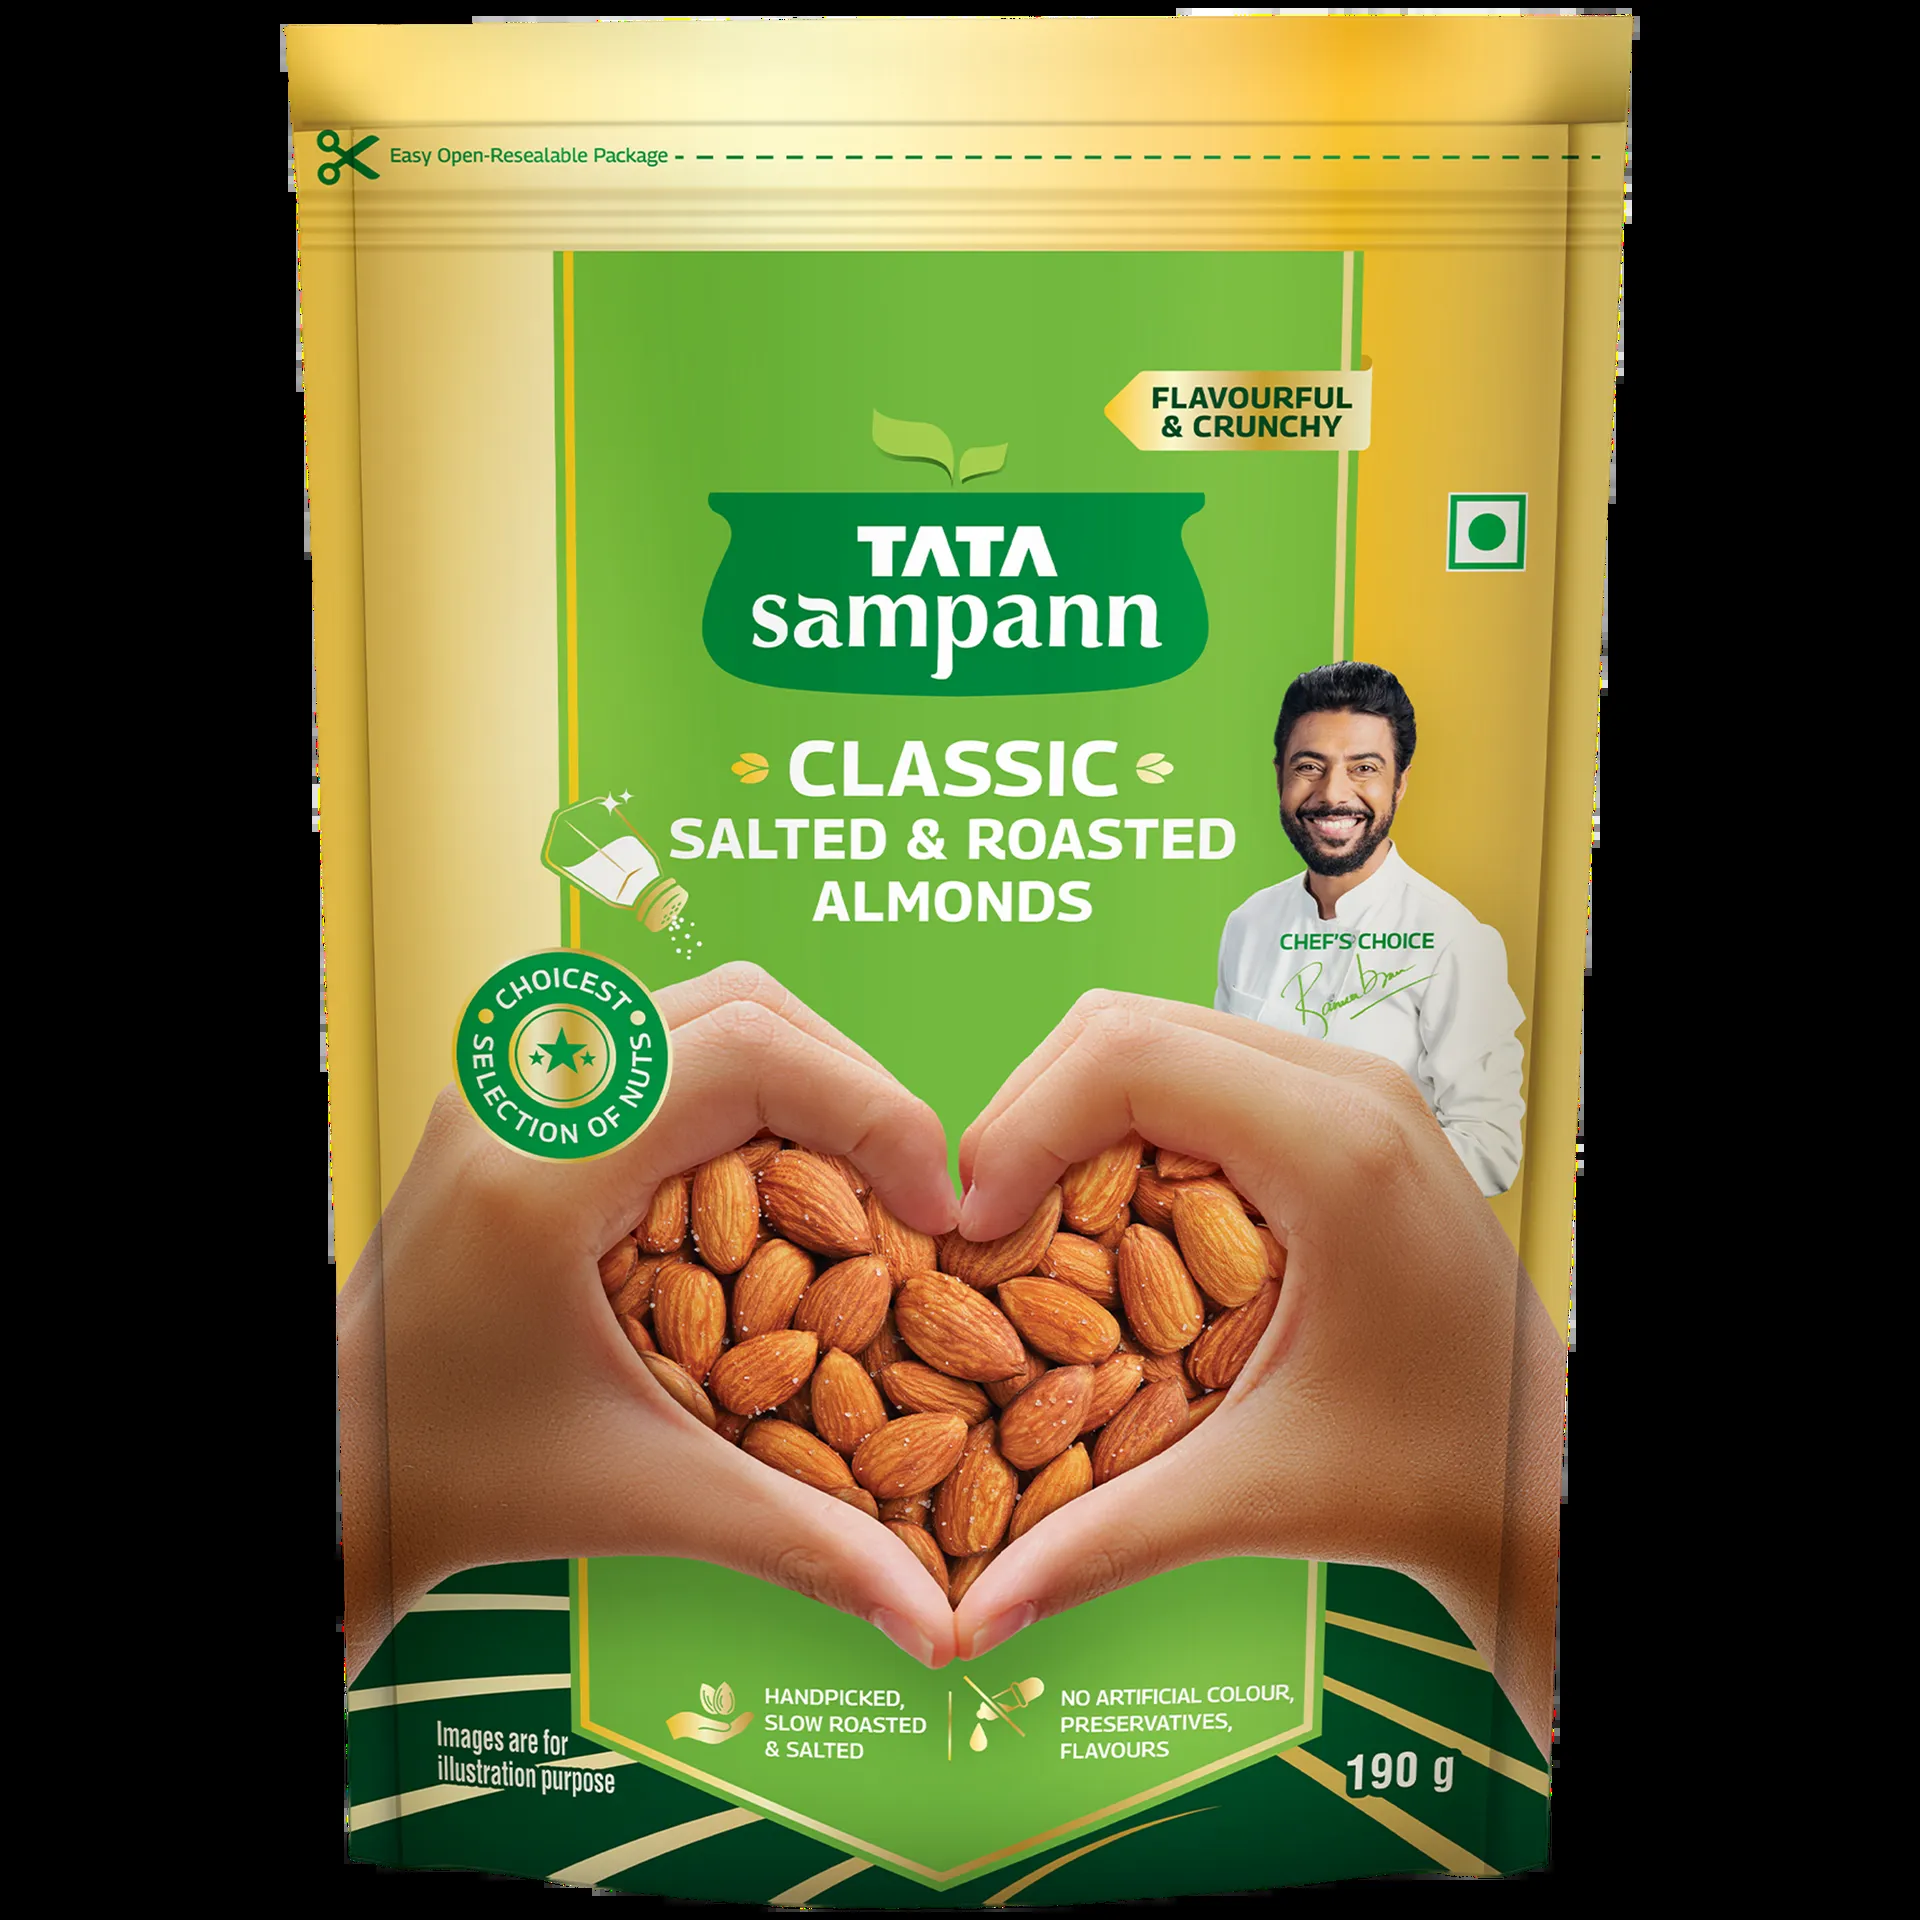 Easy Open-Resealable Package
FLAVOURFUL
& CRUNCHY
TATA
sampann
CLASSIC
SALTED & ROASTED
ALMONDS
CHEF'S CHOICE
CHOICEST
SELECTION OF NUTS
HANDPICKED,
SLOW ROASTED
& SALTED
NO ARTIFICIAL COLOUR,
PRESERVATIVES,
FLAVOURS
Images are for
illustration purpose
190 g